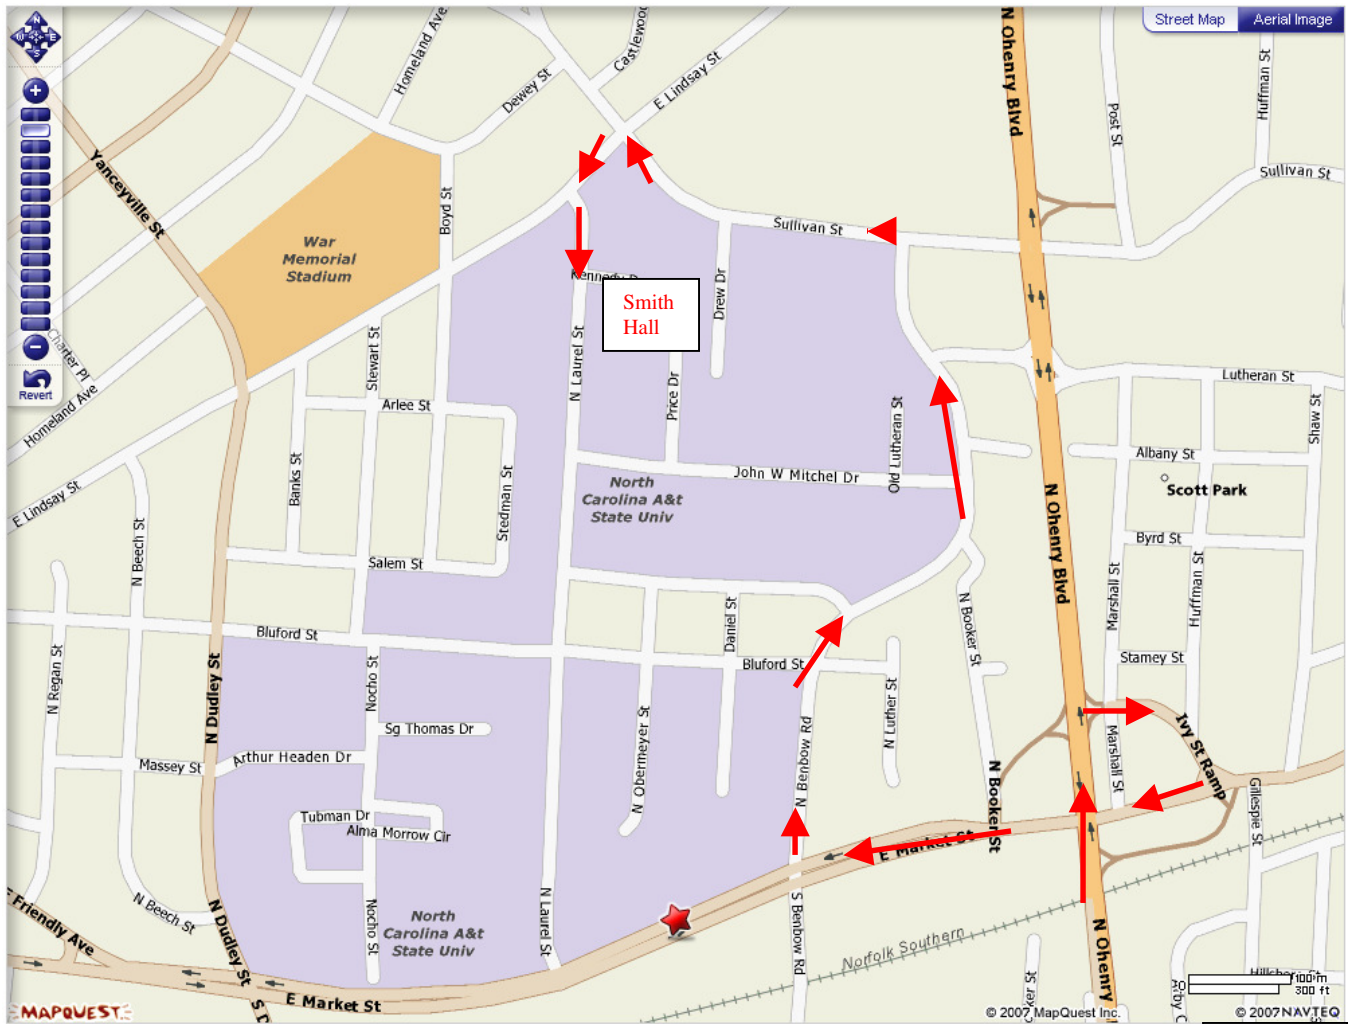 Street Map
Aerial Image
N
W
E
S
Revert
Homeland Ave
Dewey St
E Lindsay St
N Ohenry Blvd
Post St
Huffman St
Sullivan St
Yanceyville St
Boyd St
War
Memorial
Stadium
Sullivan St
Kennedy
Smith
Hall
Drew Dr
Charter Pl
Stewart St
N Laurel St
Price Dr
Homeland Ave
Arlee St
Old Lutheran St
Lutheran St
Shaw St
Albany St
Scott Park
E Lindsay St
Banks St
Stedman St
North
Carolina A&t
State Univ
John W Mitchel Dr
N Ohenry Blvd
N Beech St
Salem St
Byrd St
Marshall St
Huffman St
Bluford St
Daniel St
Bluford St
N Booker St
Stamey St
N Regan St
N Dudley St
Nocho St
N Luther St
Sg Thomas Dr
N Obermeyer St
N Benbow Rd
Marshall St
Ivy St Ramp
Massey St
Arthur Headen Dr
N Booker St
Gillespie St
Tubman Dr
Alma Morrow Cir
E Market St
E Friendly Ave
N Beech St
N Dudley St
Nocho St
North
Carolina A&t
State Univ
N Laurel St
S Benbow Rd
Norfolk Southern
N Ohenry
E Market St
100 m
300 ft
MAPQUEST
© 2007 MapQuest Inc.
© 2007 NAVTEQ